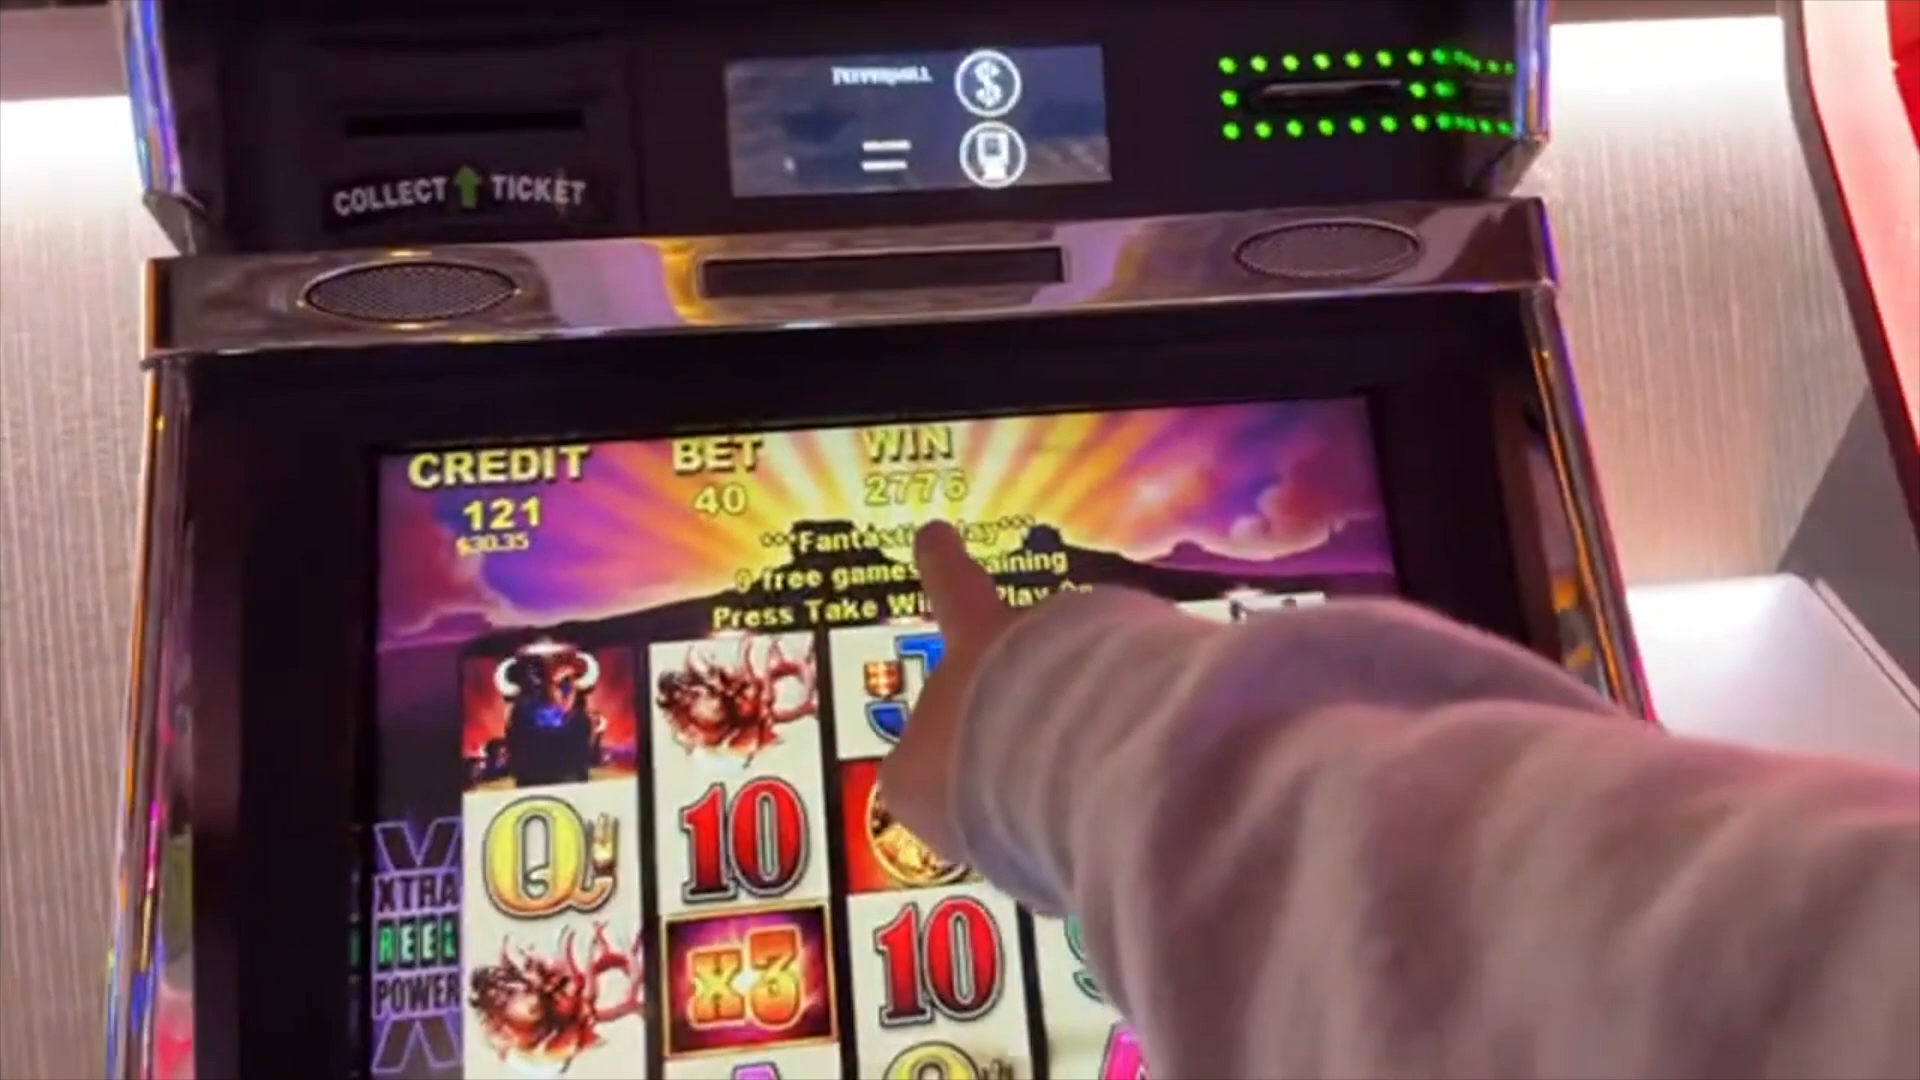 $
=
COLLECT TICKET
CREDIT BET WIN
121 40 2776
$30.35
free games
Press Take
J
Q 10
XTRA
REEL
POWER
x3 10